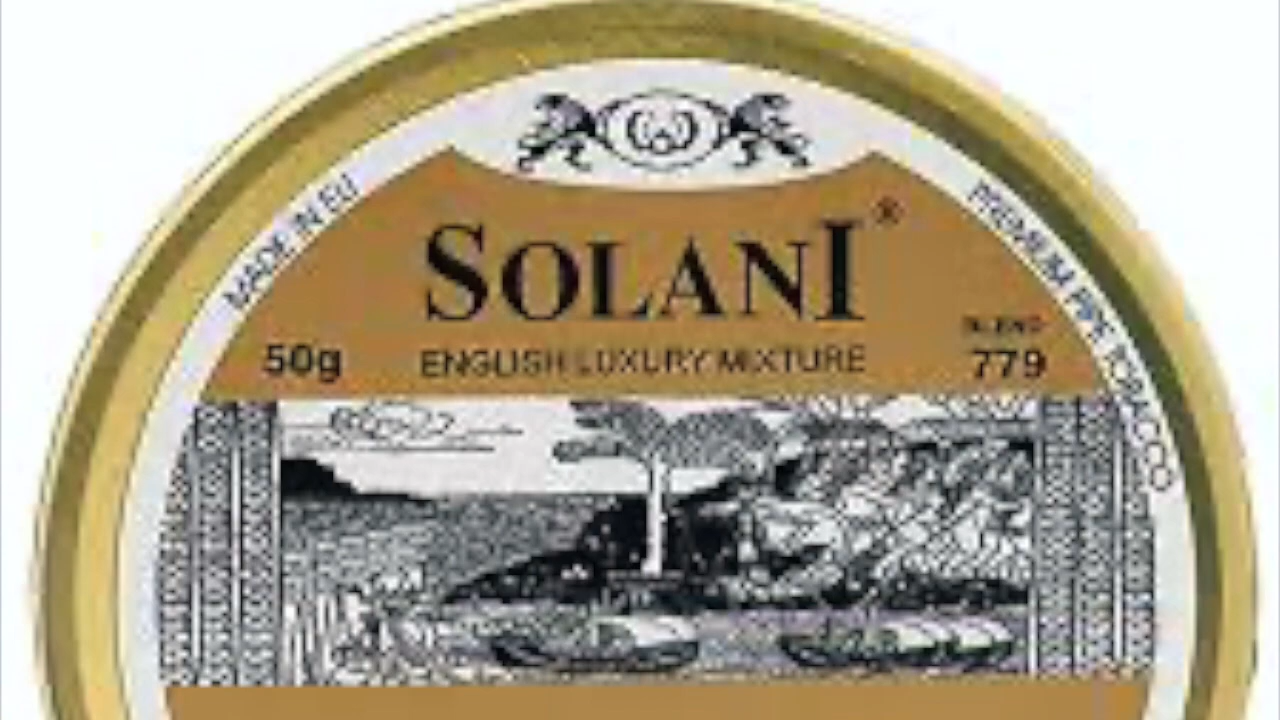 MADE IN EU
PREMIUM PIPE TOBACCO
SOLANI®
BLEND
50g
ENGLISH LUXURY MIXTURE
779